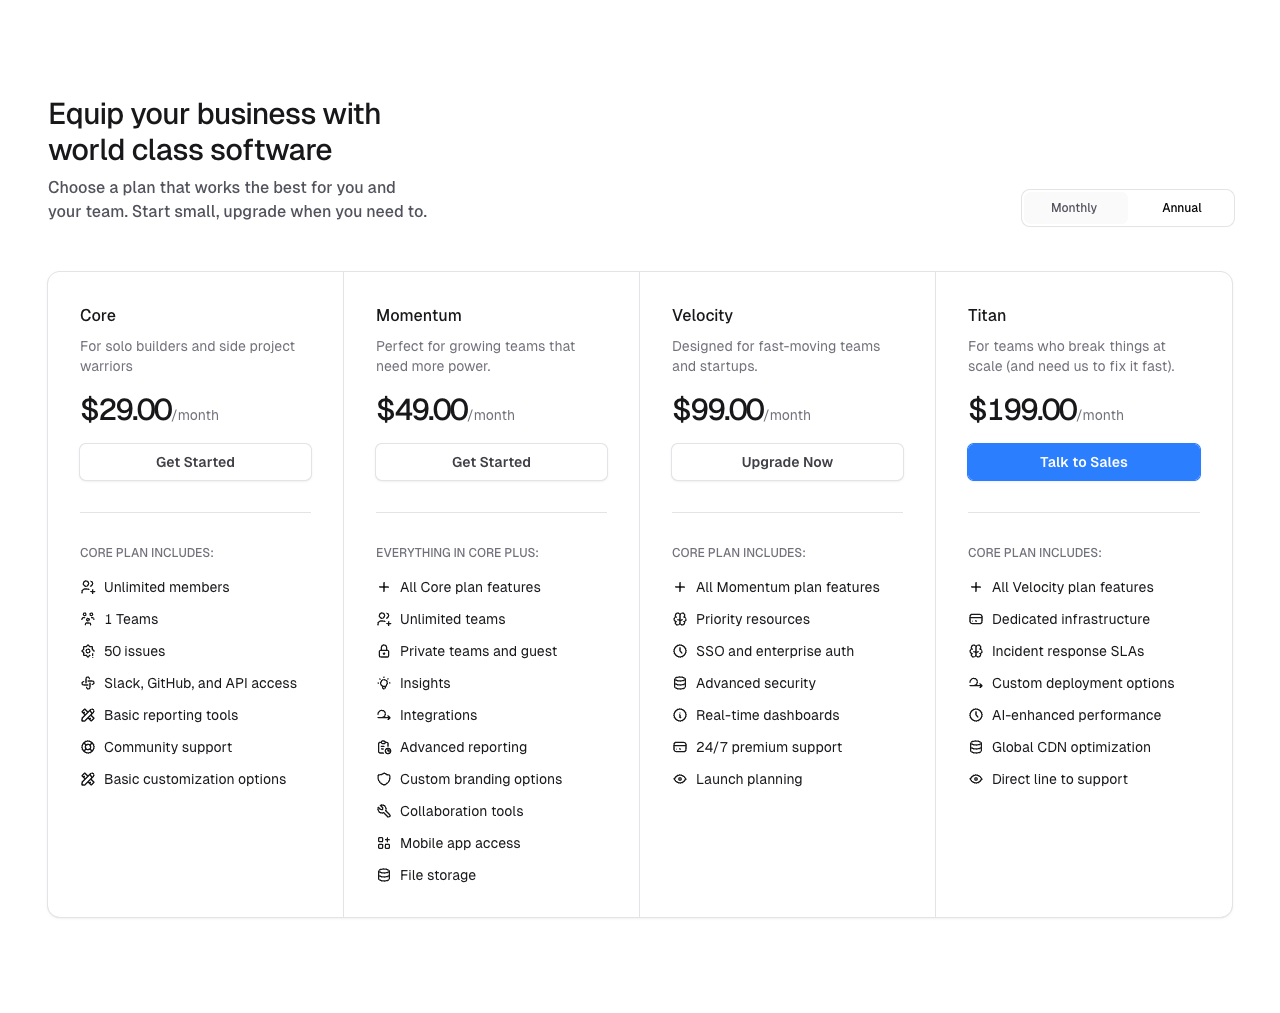 Equip your business with
world class software
Choose a plan that works the best for you and
your team. Start small, upgrade when you need to.
Monthly
Annual
Core
For solo builders and side project
warriors
$29.00/month
Get Started
CORE PLAN INCLUDES:
Unlimited members
1 Teams
50 issues
Slack, GitHub, and API access
Basic reporting tools
Community support
Basic customization options
Momentum
Perfect for growing teams that
need more power.
$49.00/month
Get Started
EVERYTHING IN CORE PLUS:
All Core plan features
Unlimited teams
Private teams and guest
Insights
Integrations
Advanced reporting
Custom branding options
Collaboration tools
Mobile app access
File storage
Velocity
Designed for fast-moving teams
and startups.
$99.00/month
Upgrade Now
CORE PLAN INCLUDES:
All Momentum plan features
Priority resources
SSO and enterprise auth
Advanced security
Real-time dashboards
24/7 premium support
Launch planning
Titan
For teams who break things at
scale (and need us to fix it fast).
$199.00/month
Talk to Sales
CORE PLAN INCLUDES:
All Velocity plan features
Dedicated infrastructure
Incident response SLAs
Custom deployment options
AI-enhanced performance
Global CDN optimization
Direct line to support